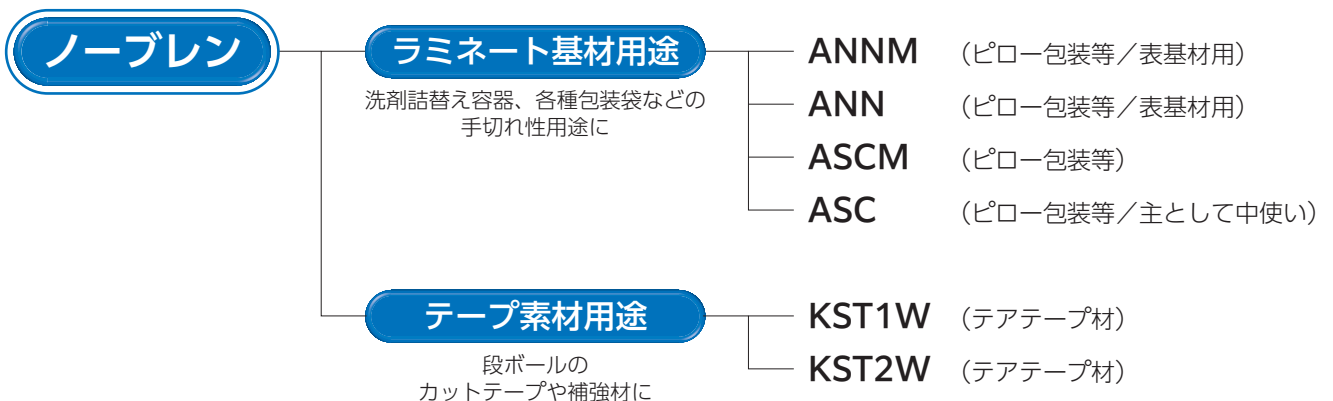 ノーブレン
ラミネート基材用途
洗剤詰替え容器、各種包装袋などの
手切れ性用途に
ANNM （ピロー包装等／表基材用）
ANN （ピロー包装等／表基材用）
ASCM （ピロー包装等）
ASC （ピロー包装等／主として中使い）
テープ素材用途
段ボールの
カットテープや補強材に
KST1W （テアテープ材）
KST2W （テアテープ材）